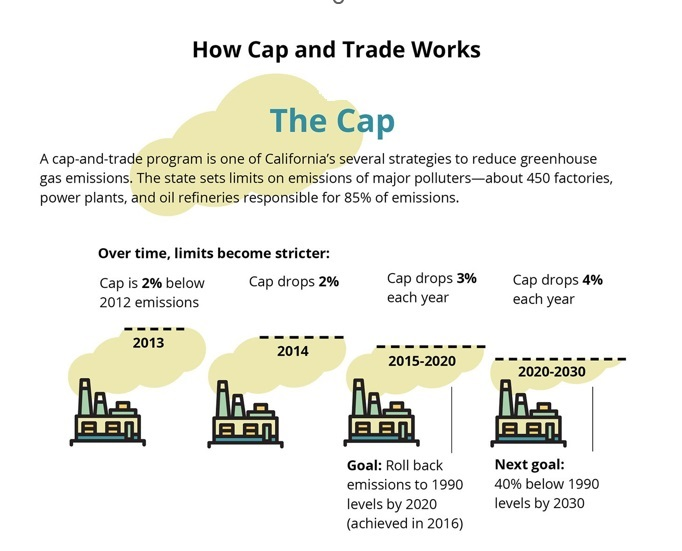 How Cap and Trade Works
The Cap
A cap-and-trade program is one of California’s several strategies to reduce greenhouse
gas emissions. The state sets limits on emissions of major polluters—about 450 factories,
power plants, and oil refineries responsible for 85% of emissions.
Over time, limits become stricter:
Cap is 2% below
2012 emissions
Cap drops 2%
Cap drops 3%
each year
Cap drops 4%
each year
2013
2014
2015-2020
2020-2030
Goal: Roll back
emissions to 1990
levels by 2020
(achieved in 2016)
Next goal:
40% below 1990
levels by 2030